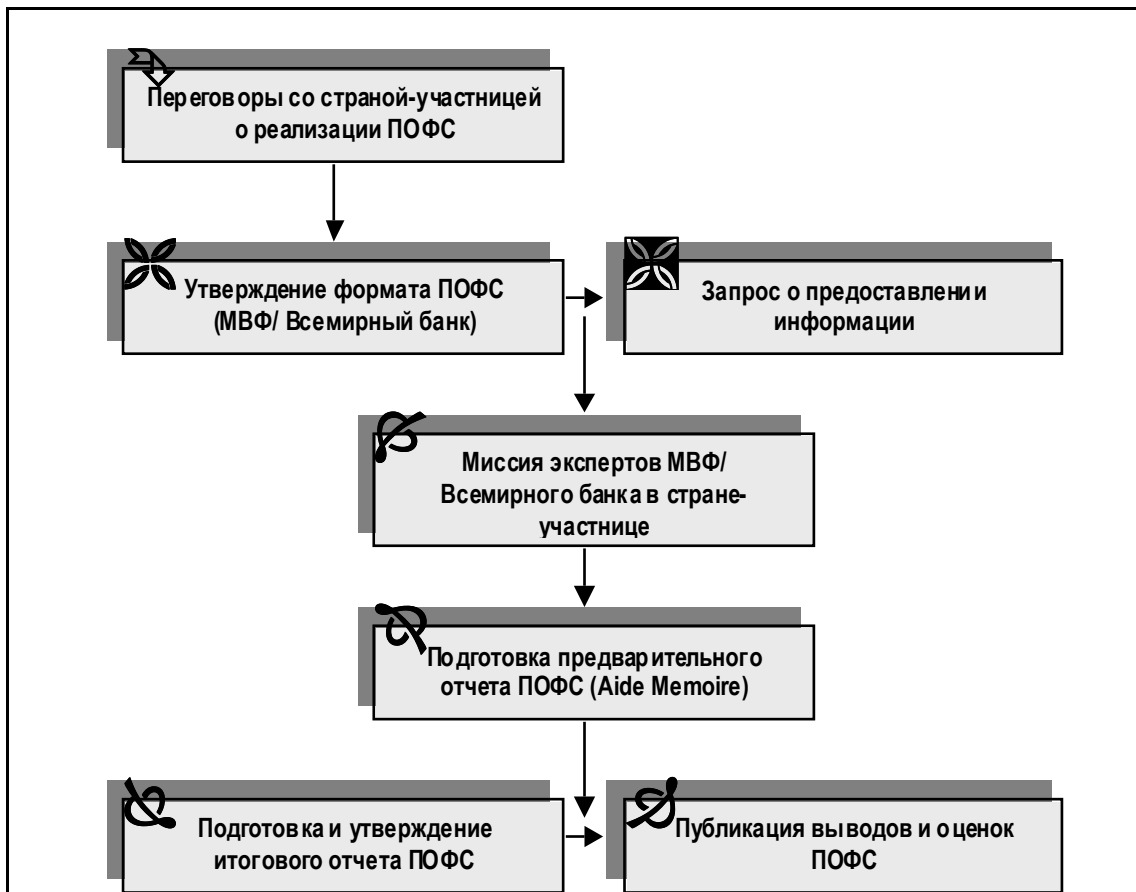 Переговоры со страной-участницей
о реализации ПОФС
Утверждение формата ПОФС
(МВФ/ Всемирный банк)
Запрос о предоставлении
информации
Миссия экспертов МВФ/
Всемирного банка в стране-
участнице
Подготовка предварительного
отчета ПОФС (Aide Memoire)
Подготовка и утверждение
итогового отчета ПОФС
Публикация выводов и оценок
ПОФС